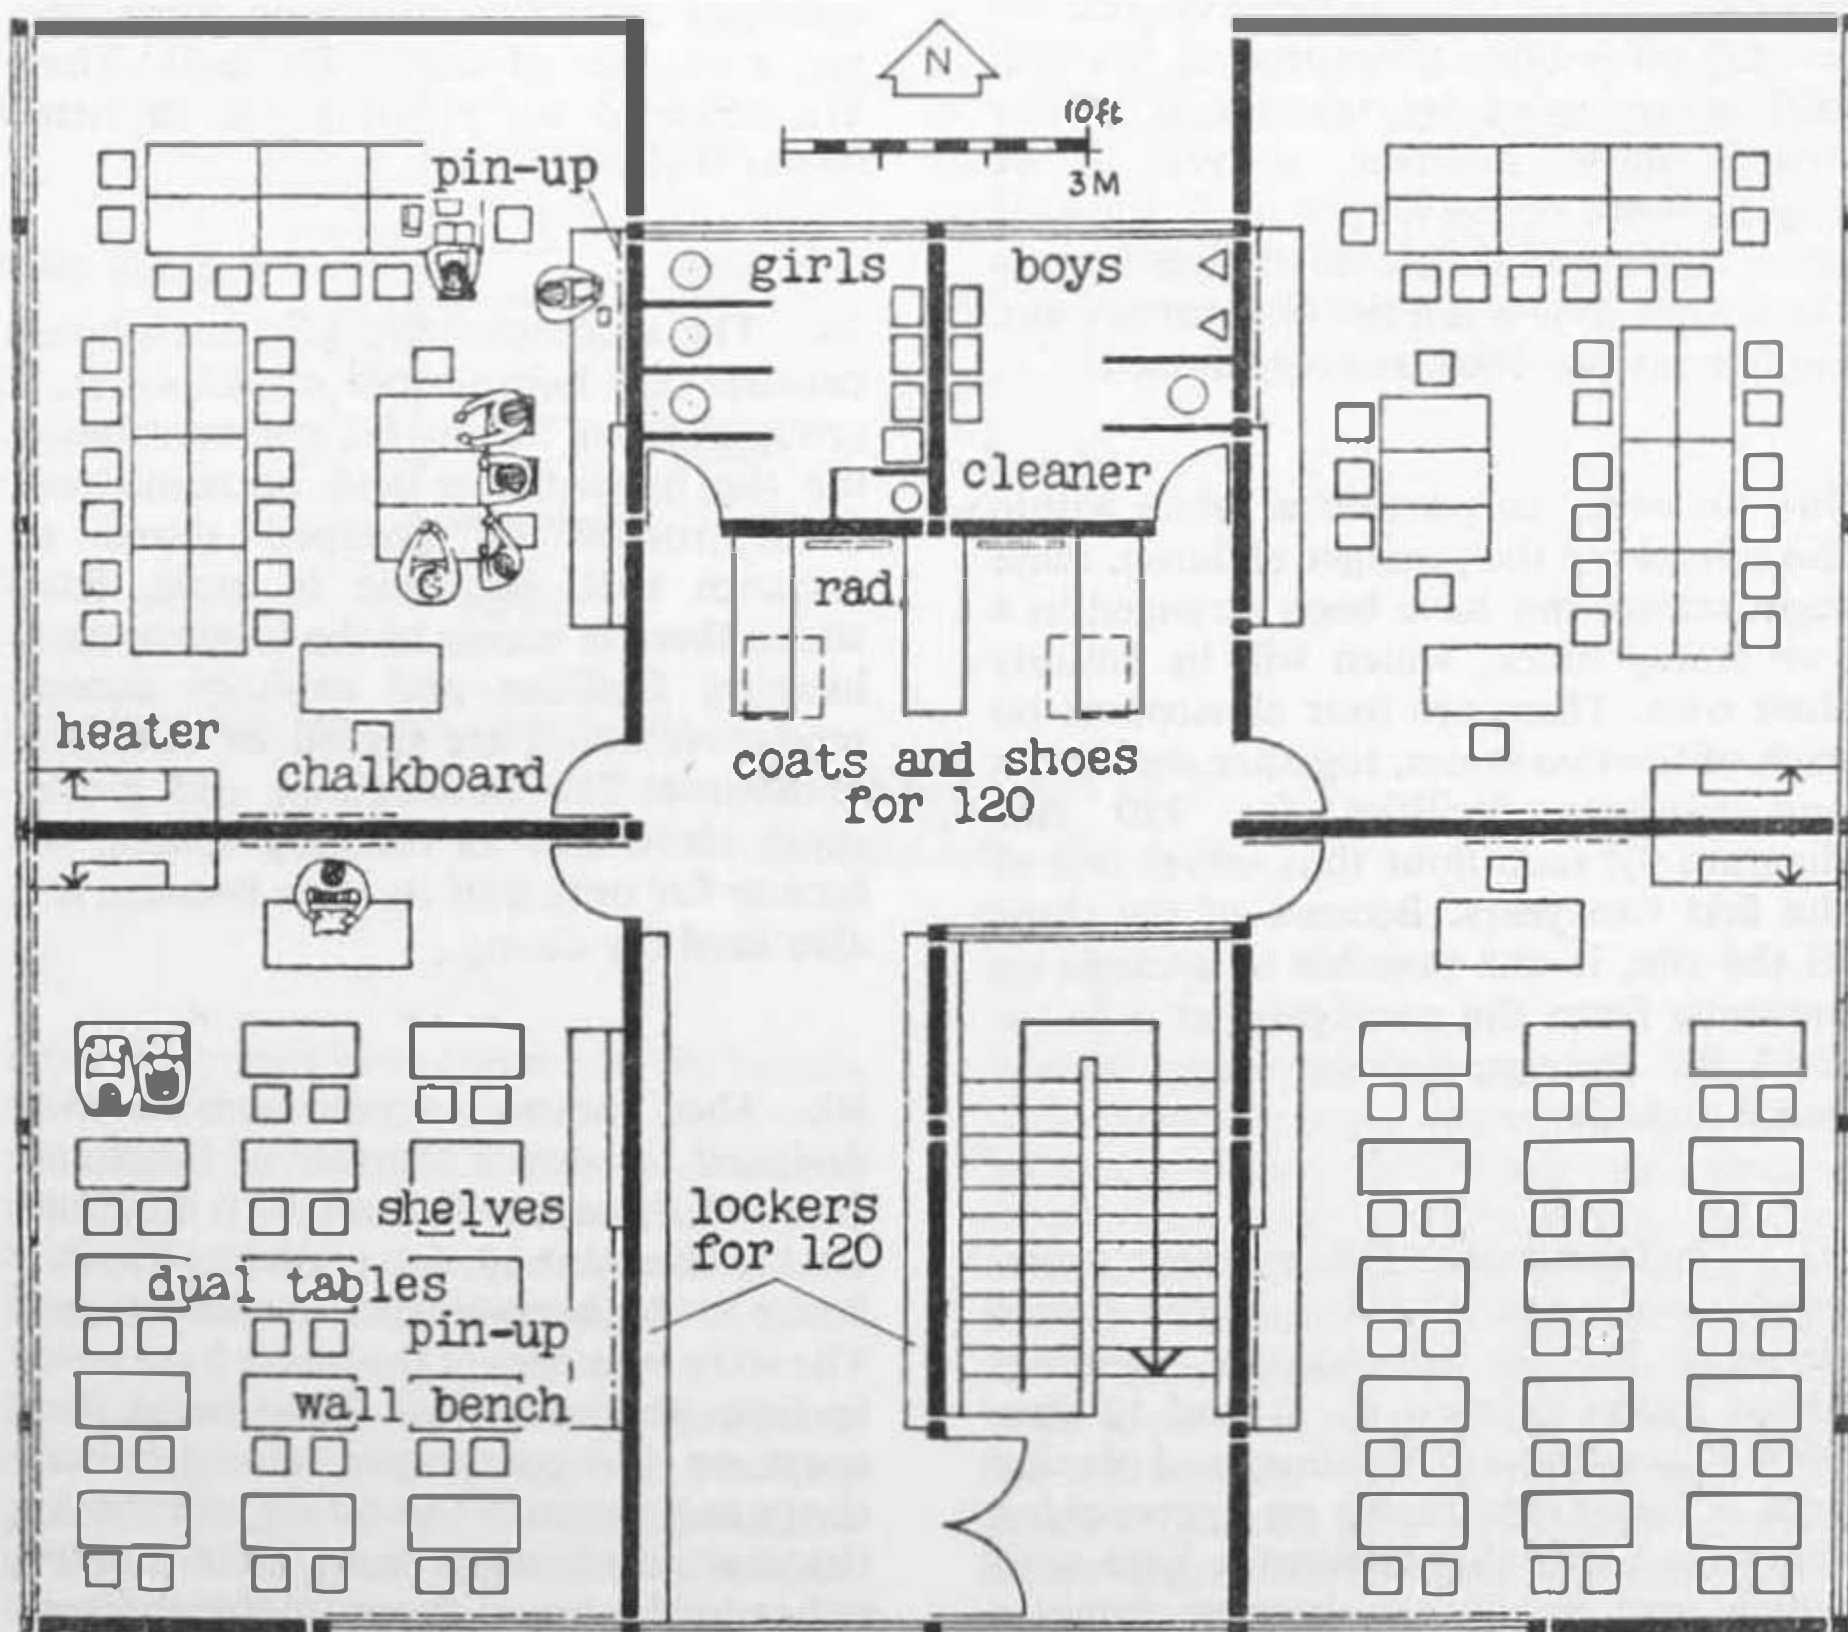 N
10ft
3M
pin-up
girls
boys
cleaner
rad.
heater
chalkboard
coats and shoes
for 120
shelves
lockers
for 120
dual tables
pin-up
wall bench